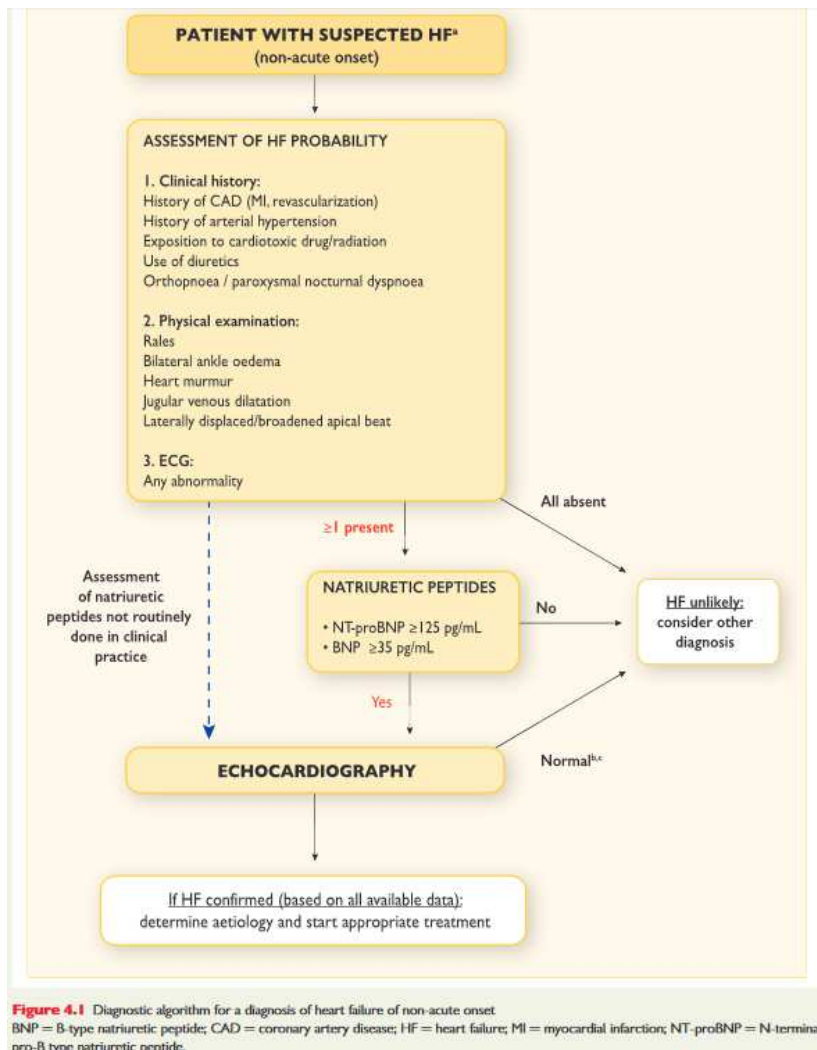 PATIENT WITH SUSPECTED HFᵃ
(non-acute onset)
ASSESSMENT OF HF PROBABILITY
1. Clinical history:
History of CAD (MI, revascularization)
History of arterial hypertension
Exposition to cardiotoxic drug/radiation
Use of diuretics
Orthopnoea / paroxysmal nocturnal dyspnoea
2. Physical examination:
Rales
Bilateral ankle oedema
Heart murmur
Jugular venous dilatation
Laterally displaced/broadened apical beat
3. ECG:
Any abnormality
All absent
≥1 present
Assessment
of natriuretic
peptides not routinely
done in clinical
practice
NATRIURETIC PEPTIDES
• NT-proBNP ≥125 pg/mL
• BNP ≥35 pg/mL
No
HF unlikely:
consider other
diagnosis
Yes
ECHOCARDIOGRAPHY
Normalᵇ,ᶜ
If HF confirmed (based on all available data):
determine aetiology and start appropriate treatment
Figure 4.1 Diagnostic algorithm for a diagnosis of heart failure of non-acute onset
BNP = B-type natriuretic peptide; CAD = coronary artery disease; HF = heart failure; MI = myocardial infarction; NT-proBNP = N-termina
pro-B type natriuretic peptide.